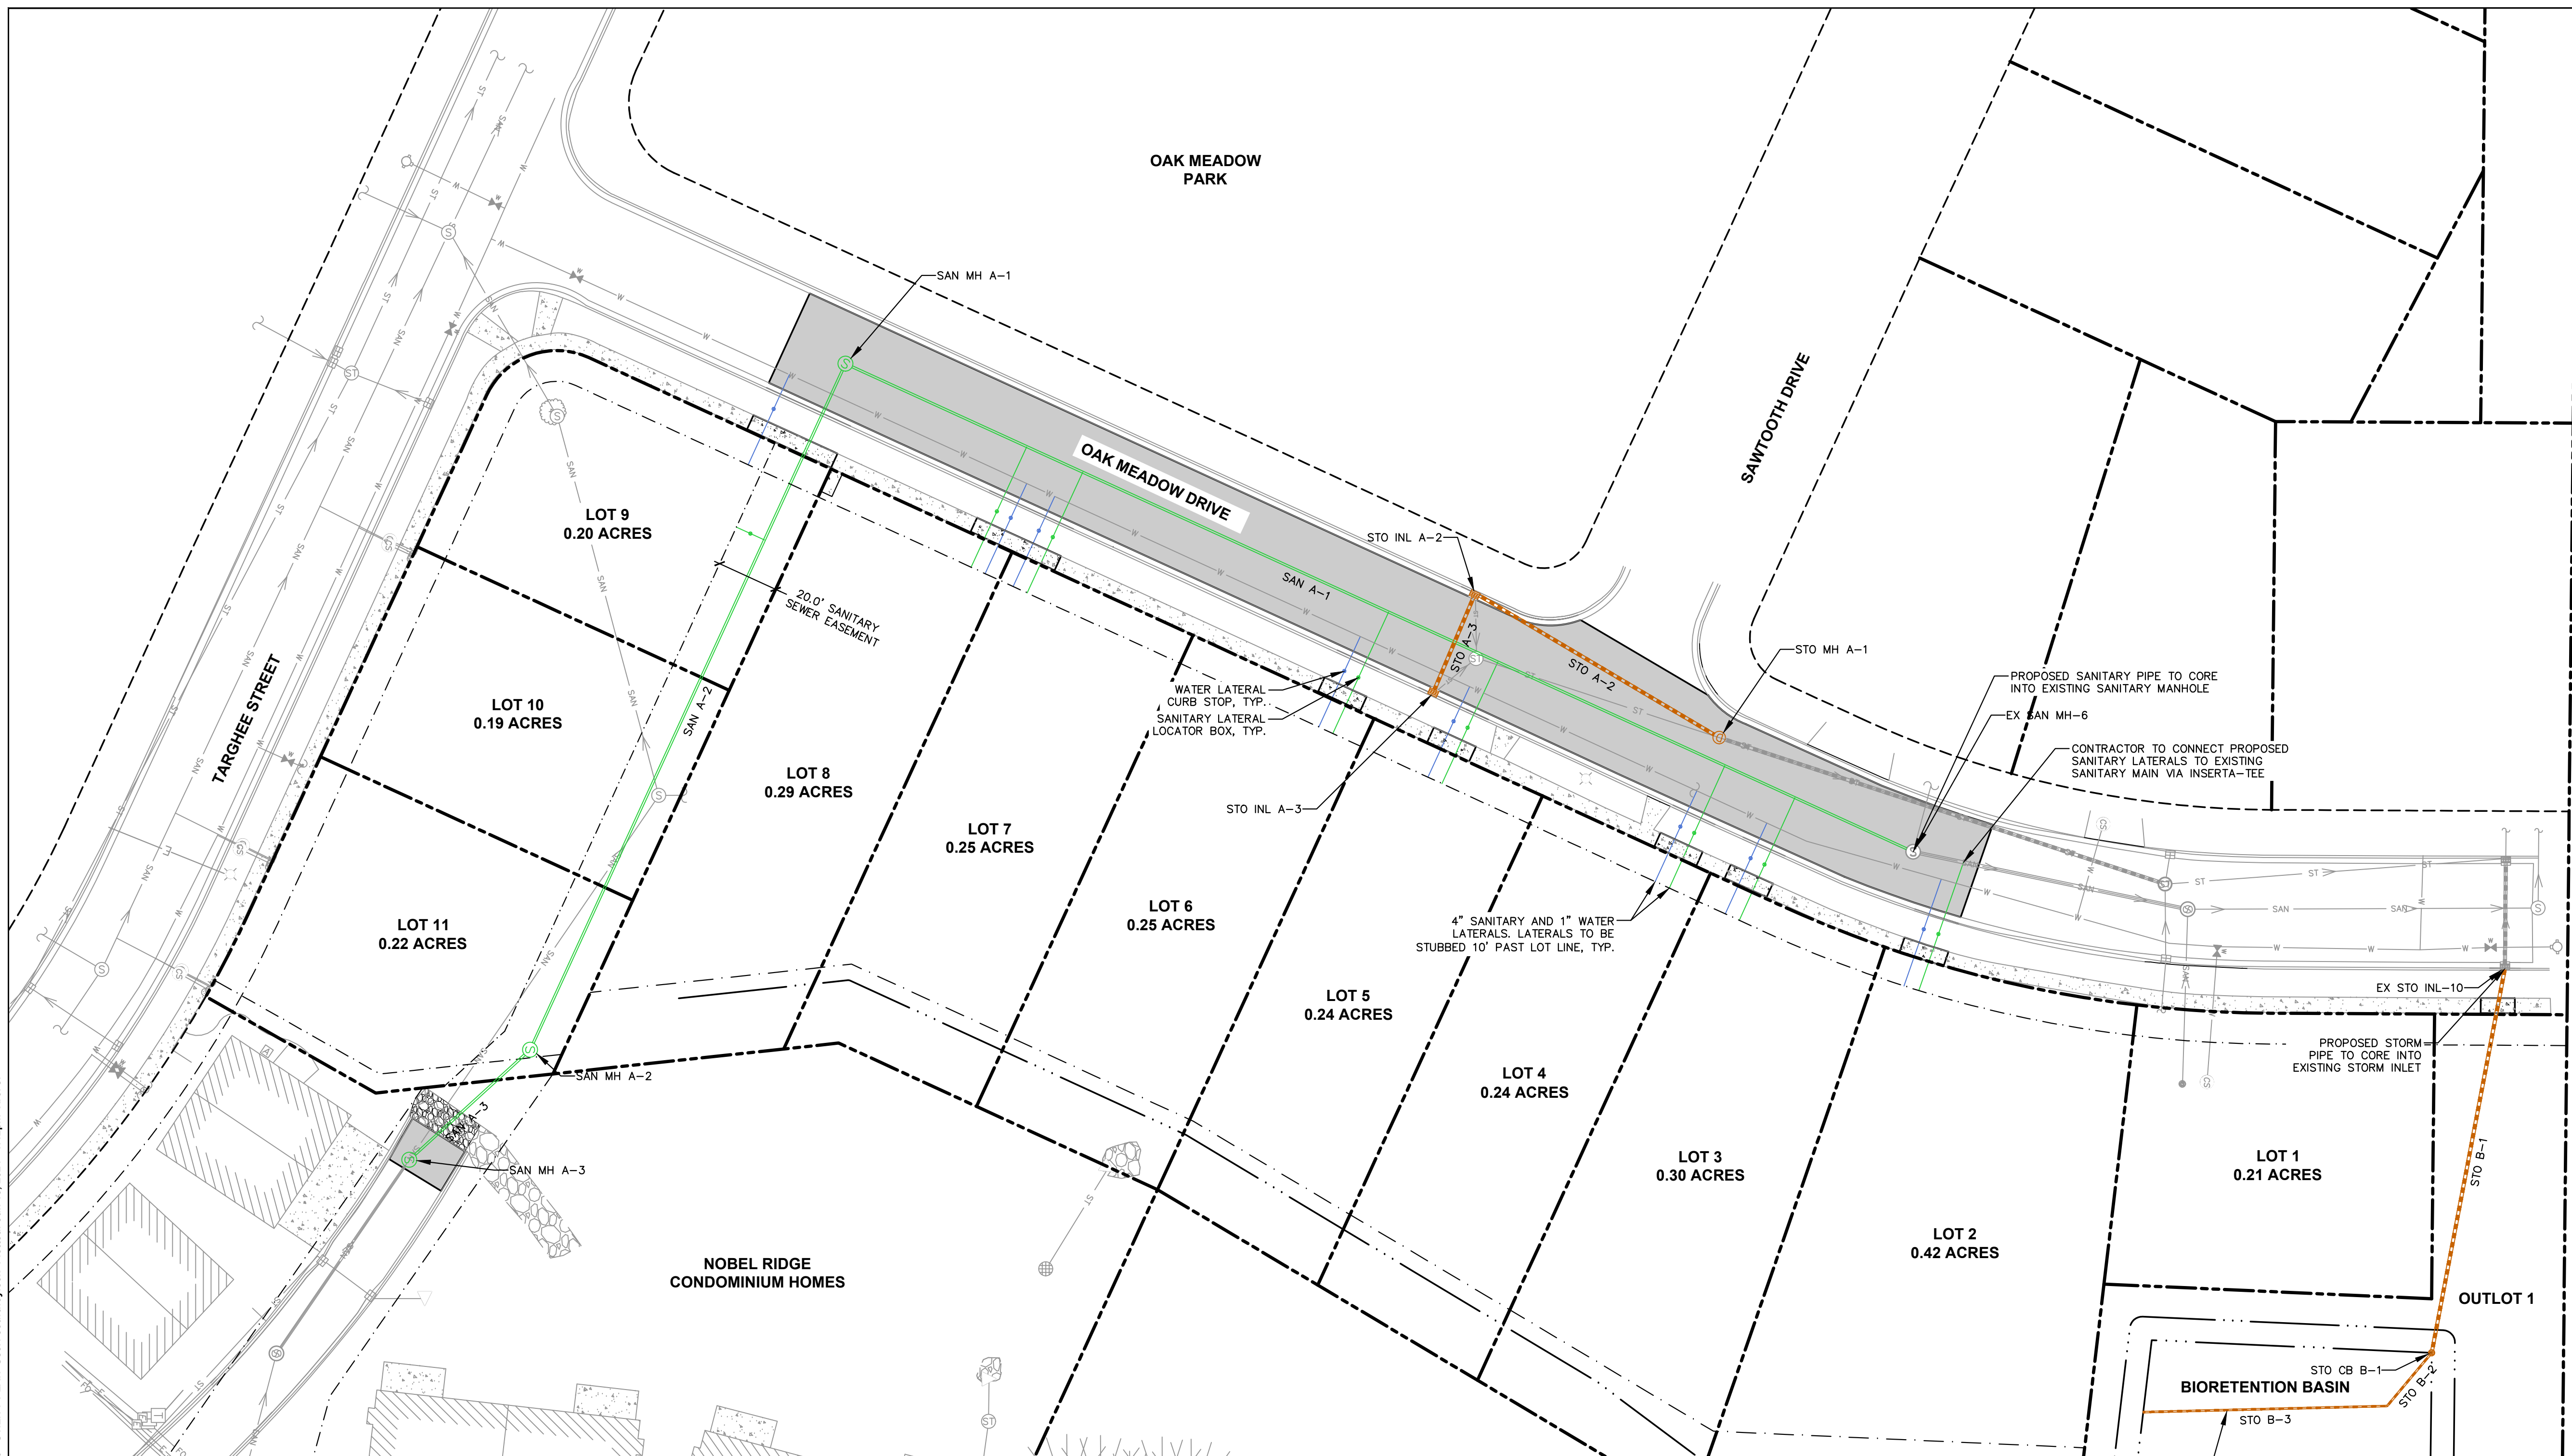 OAK MEADOW
PARK
SAN MH A-1
OAK MEADOW DRIVE
SAWTOOTH DRIVE
TARGHEE STREET
LOT 9
0.20 ACRES
20.0' SANITARY
SEWER EASEMENT
STO INL A-2
SAN A-1
STO A-3
STO A-2
STO MH A-1
PROPOSED SANITARY PIPE TO CORE
INTO EXISTING SANITARY MANHOLE
EX SAN MH-6
CONTRACTOR TO CONNECT PROPOSED
SANITARY LATERALS TO EXISTING
SANITARY MAIN VIA INSERTA-TEE
WATER LATERAL
CURB STOP, TYP.
SANITARY LATERAL
LOCATOR BOX, TYP.
STO INL A-3
LOT 10
0.19 ACRES
SAN A-2
LOT 8
0.29 ACRES
LOT 7
0.25 ACRES
LOT 6
0.25 ACRES
LOT 11
0.22 ACRES
4" SANITARY AND 1" WATER
LATERALS. LATERALS TO BE
STUBBED 10' PAST LOT LINE, TYP.
LOT 5
0.24 ACRES
LOT 4
0.24 ACRES
EX STO INL-10
PROPOSED STORM
PIPE TO CORE INTO
EXISTING STORM INLET
SAN MH A-2
SAN A-3
SAN MH A-3
LOT 3
0.30 ACRES
LOT 1
0.21 ACRES
STO B-1
LOT 2
0.42 ACRES
NOBEL RIDGE
CONDOMINIUM HOMES
OUTLOT 1
STO CB B-1
BIORETENTION BASIN
STO B-2
STO B-3